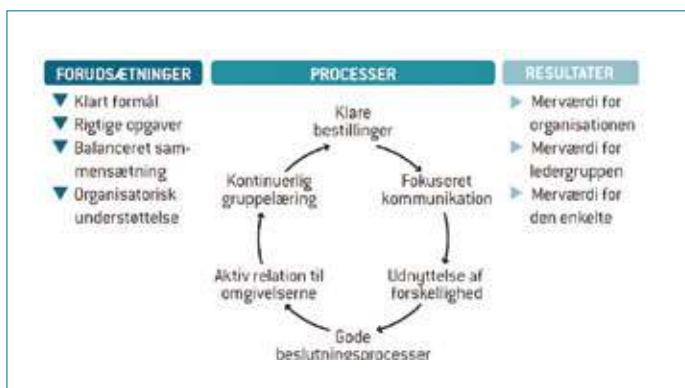 FORUDSÆTNINGER
Klart formål
Rigtige opgaver
Balanceret sam-
mensætning
Organisatorisk
understøttelse
PROCESSER
Klare
bestillinger
Fokuseret
kommunikation
Udnyttelse af
forskellighed
Gode
beslutningsprocesser
Aktiv relation til
omgivelserne
Kontinuerlig
gruppelæring
RESULTATER
Merværdi for
organisationen
Merværdi for
ledergruppen
Merværdi for
den enkelte